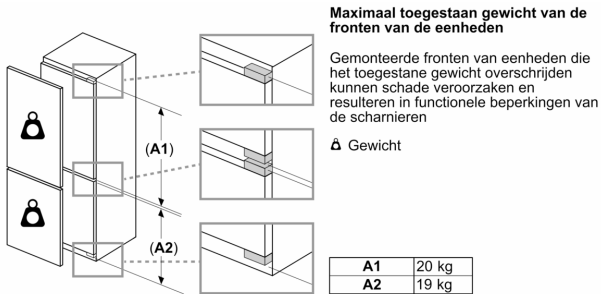 Maximaal toegestaan gewicht van de
fronten van de eenheden
Gemonteerde fronten van eenheden die
het toegestane gewicht overschrijden
kunnen schade veroorzaken en
resulteren in functionele beperkingen van
de scharnieren
Gewicht
(A1)
(A2)
A1 20 kg
A2 19 kg